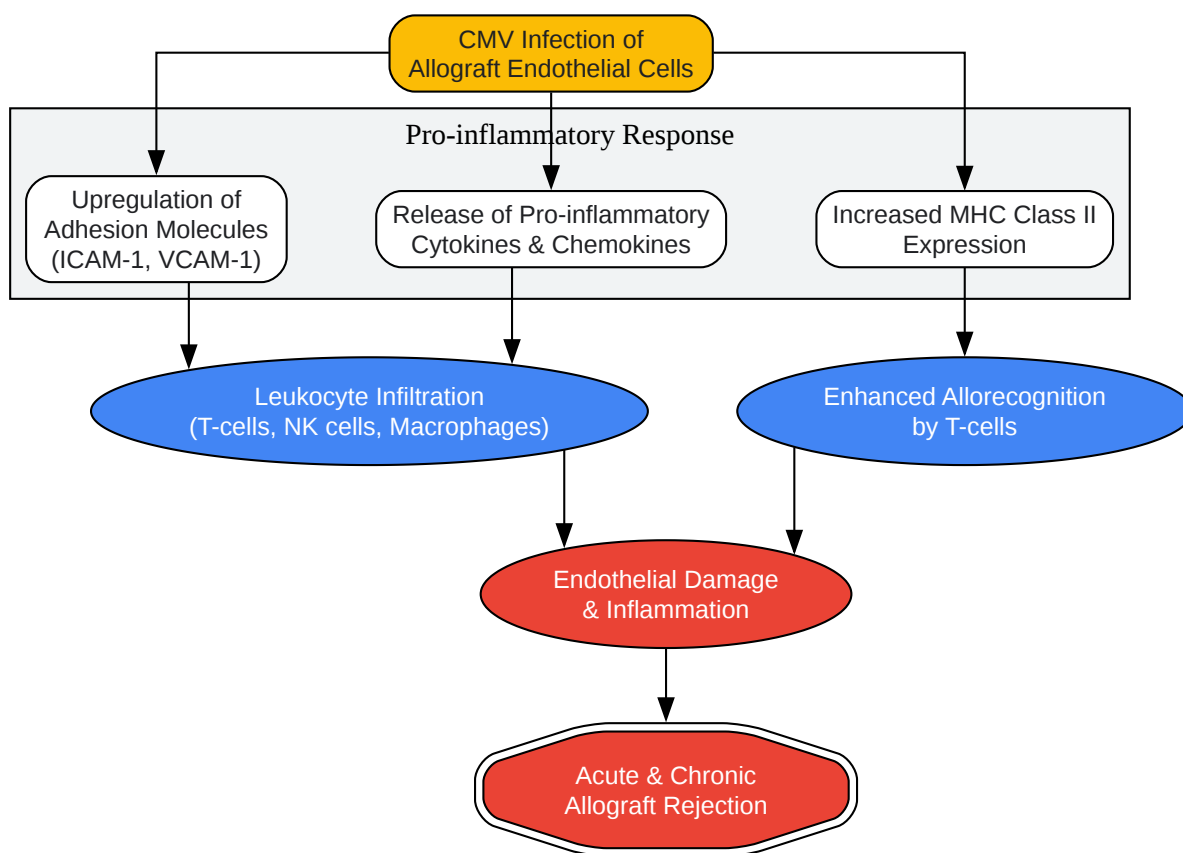 CMV Infection of
Allograft Endothelial Cells
Pro-inflammatory Response
Upregulation of
Adhesion Molecules
(ICAM-1, VCAM-1)
Release of Pro-inflammatory
Cytokines & Chemokines
Increased MHC Class II
Expression
Leukocyte Infiltration
(T-cells, NK cells, Macrophages)
Enhanced Allorecognition
by T-cells
Endothelial Damage
& Inflammation
Acute & Chronic
Allograft Rejection